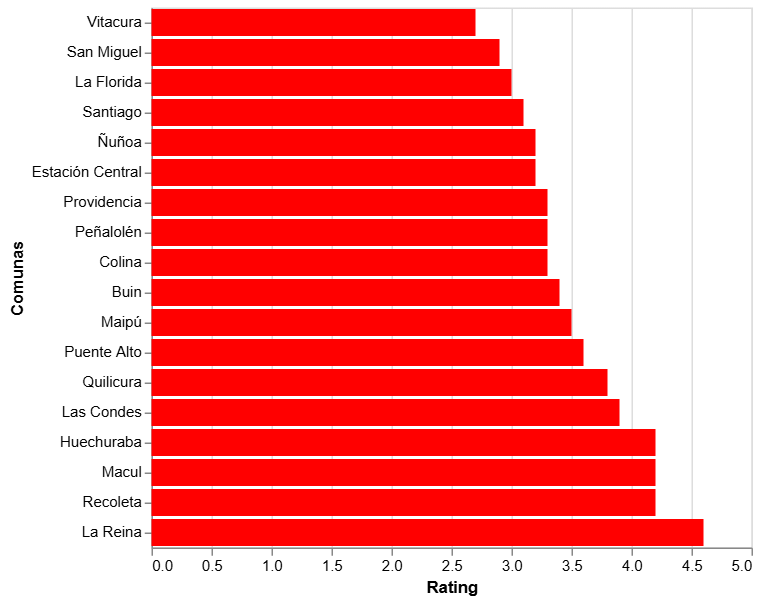 Vitacura
San Miguel
La Florida
Santiago
Ñuñoa
Estación Central
Providencia
Peñalolén
Colina
Buin
Maipú
Puente Alto
Quilicura
Las Condes
Huechuraba
Macul
Recoleta
La Reina
Comunas
0.0 0.5 1.0 1.5 2.0 2.5 3.0 3.5 4.0 4.5 5.0
Rating